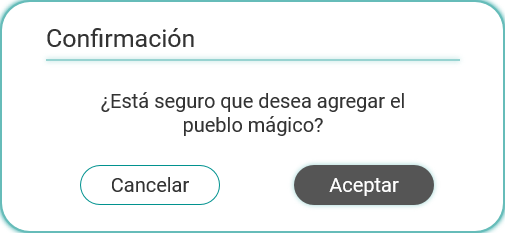 Confirmación
¿Está seguro que desea agregar el
pueblo mágico?
Cancelar
Aceptar